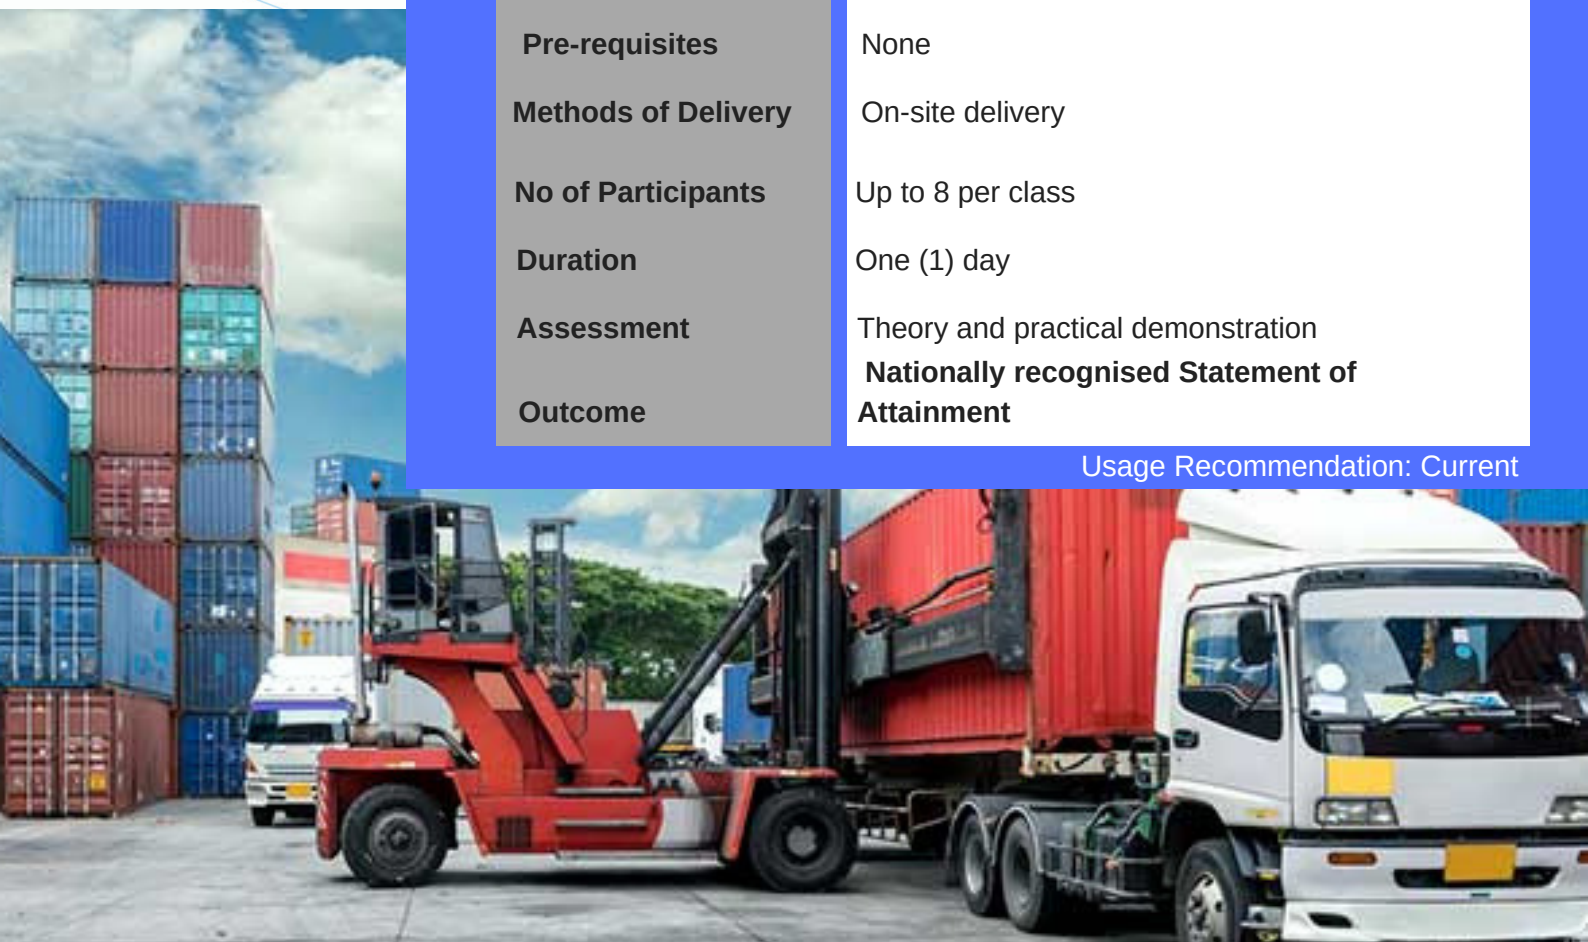 Pre-requisites None
Methods of Delivery On-site delivery
No of Participants Up to 8 per class
Duration One (1) day
Assessment Theory and practical demonstration
Nationally recognised Statement of
Outcome Attainment
Usage Recommendation: Current